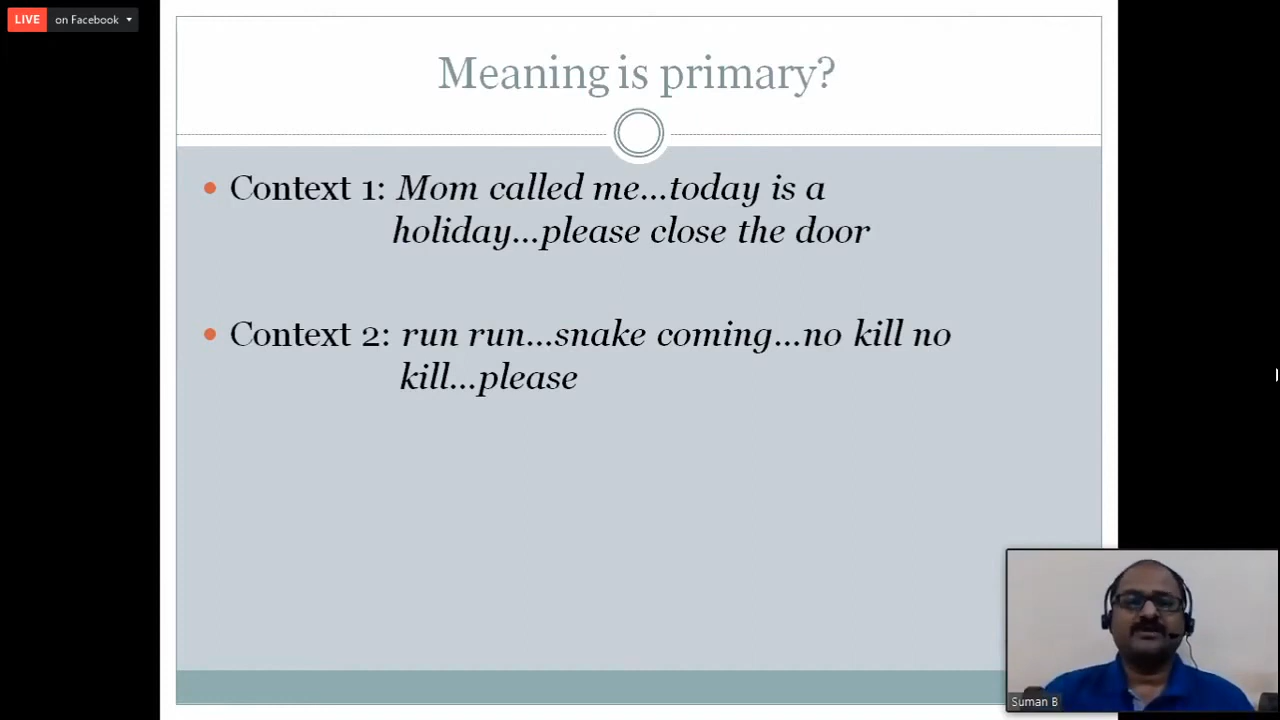 LIVE on Facebook
Meaning is primary?
• Context 1: Mom called me...today is a
holiday...please close the door
• Context 2: run run...snake coming...no kill no
kill...please
Suman B